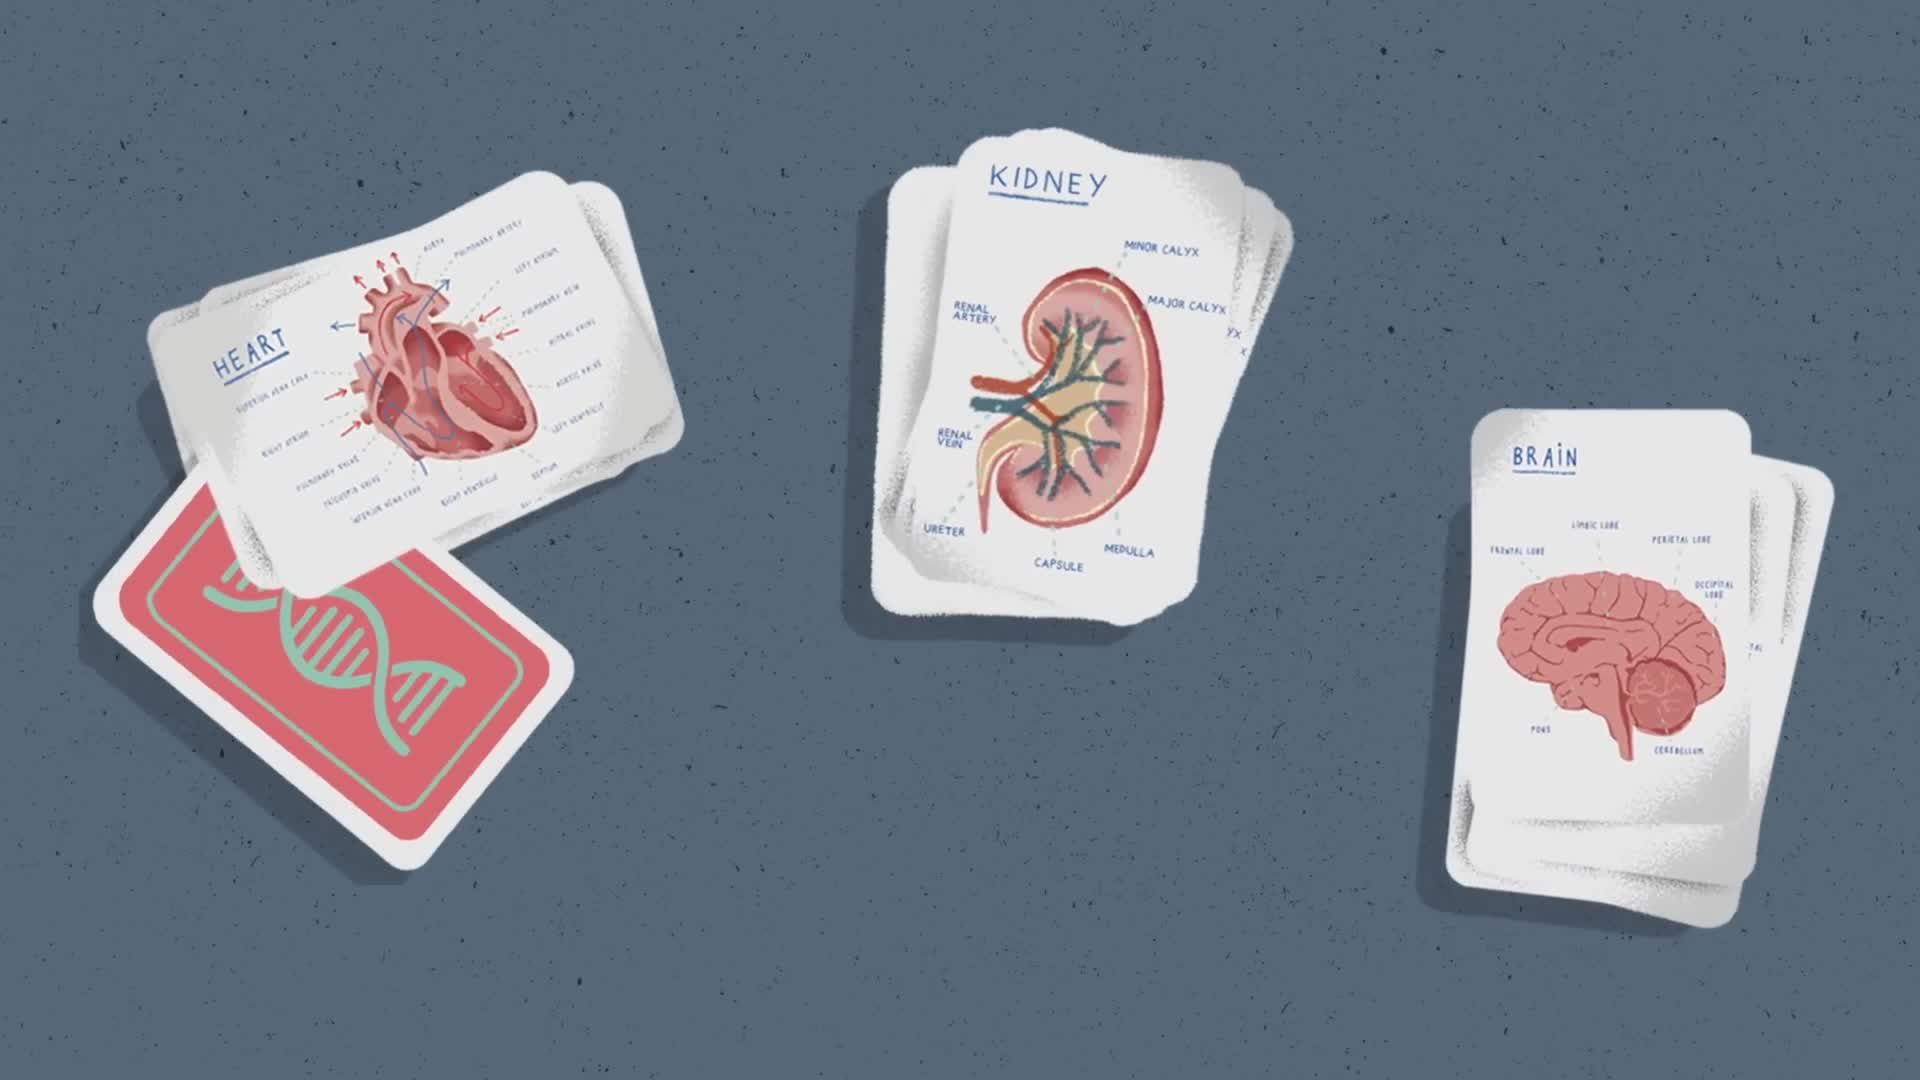 HEART
AORTA
PULMONARY ARTERY
LEFT ATRIUM
PULMONARY VEIN
MITRAL VALVE
AORTIC VALVE
LEFT VENTRICLE
SEPTUM
SUPERIOR VENA CAVA
RIGHT ATRIUM
PULMONARY VALVE
TRICUSPID VALVE
INFERIOR VENA CAVA
RIGHT VENTRICLE
KIDNEY
MINOR CALYX
MAJOR CALYX
YX
X
RENAL
ARTERY
RENAL
VEIN
URETER
CAPSULE
MEDULLA
BRAIN
LIMBIC LOBE
FRONTAL LOBE
PERIETAL LOBE
OCCIPITAL
LOBE
TAL
PONS
CEREBELLUM